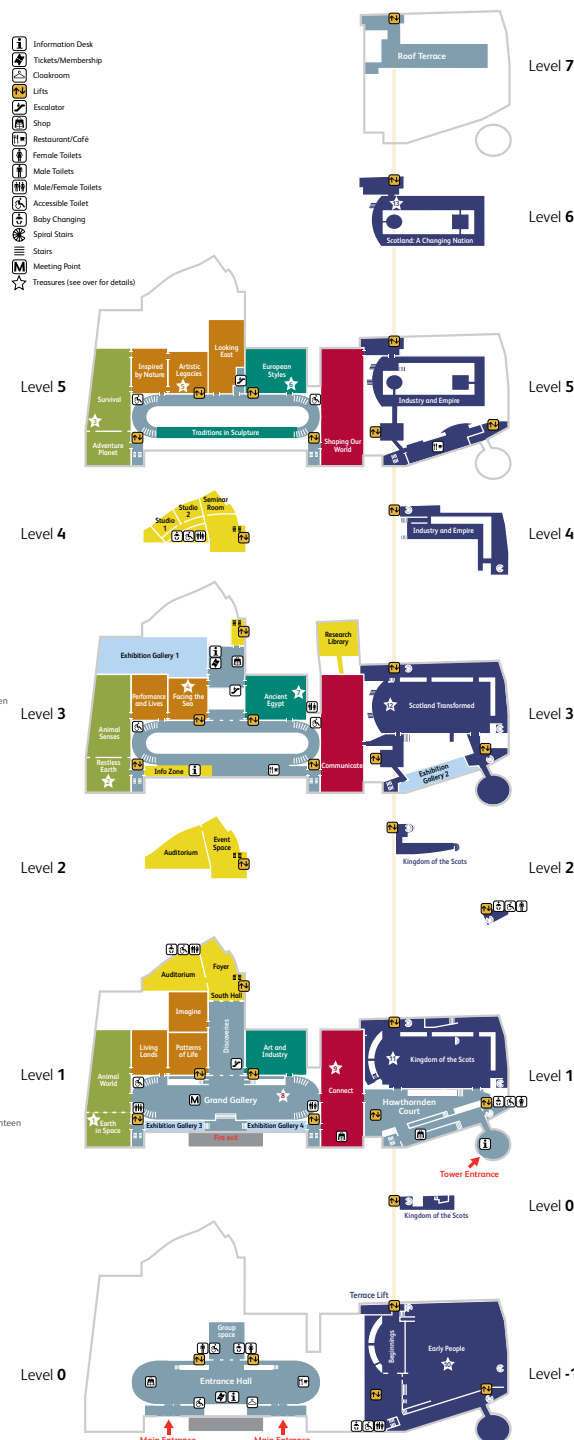 Information Desk
Tickets/Membership
Cloakroom
Lifts
Escalator
Shop
Restaurant/Café
Female Toilets
Male Toilets
Male/Female Toilets
Accessible Toilet
Baby Changing
Spiral Stairs
Stairs
M
Meeting Point
Treasures (see over for details)
Roof Terrace
Level 7
Scotland: A Changing Nation
Level 6
Level 5
Survival
Adventure
Planet
Inspired
by Nature
Artistic
Legacies
Looking
East
European
Styles
Traditions in Sculpture
Shaping Our
World
Industry and Empire
Level 5
Level 4
Studio
1
Studio
2
Seminar
Room
Industry and Empire
Level 4
en
Level 3
Exhibition Gallery 1
Animal
Senses
Restless
Earth
Performance
and Lives
Facing the
Sea
Ancient
Egypt
Info Zone
Research
Library
Communicate
Scotland Transformed
Exhibition
Gallery 2
Level 3
Level 2
Auditorium
Event
Space
Kingdom of the Scots
Level 2
nteen
Level 1
Auditorium
Foyer
South Hall
Imagine
Living
Lands
Patterns
of Life
Discoveries
Art and
Industry
Animal
World
Earth
in Space
M
Grand Gallery
8
Exhibition Gallery 3
Exhibition Gallery 4
Fire exit
Connect
Kingdom of the Scots
Hawthornden
Court
Tower Entrance
Level 1
Kingdom of the Scots
Level 0
Level 0
Group
space
Entrance Hall
Main Entrance
Main Entrance
Terrace Lift
Beginnings
Early People
Level -1